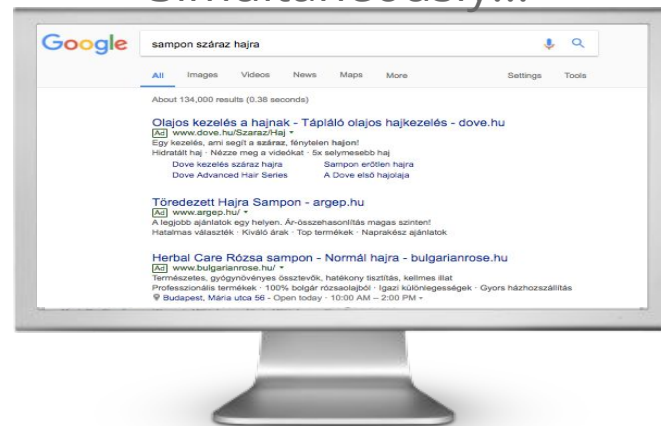 Simultaneously...
Google
sampon száraz hajra
All Images Videos News Maps More Settings Tools
About 134,000 results (0.38 seconds)
Olajos kezelés a hajnak - Tápláló olajos hajkezelés - dove.hu
Ad www.dove.hu/Szaraz/Haj
Egy kezelés, ami segít a száraz, fénytelen hajon!
Hidratált haj · Nézze meg a videókat · 5x selymesebb haj
Dove kezelés száraz hajra Sampon erőtlen hajra
Dove Advanced Hair Series A Dove első hajolaja
Töredezett Hajra Sampon - argep.hu
Ad www.argep.hu/
A legjobb ajánlatok egy helyen. Ár-összehasonlítás magas szinten!
Hatalmas választék · Kiváló árak · Top termékek · Naprakész ajánlatok
Herbal Care Rózsa sampon - Normál hajra - bulgarianrose.hu
Ad www.bulgarianrose.hu/
Természetes, gyógynövényes összetevők, hatékony tisztítás, kellmes illat
Professzionális termékek · 100% bolgár rózsaolajból · Igazi különlegességek · Gyors házhozszállítás
Budapest, Mária utca 56 - Open today · 10:00 AM – 2:00 PM